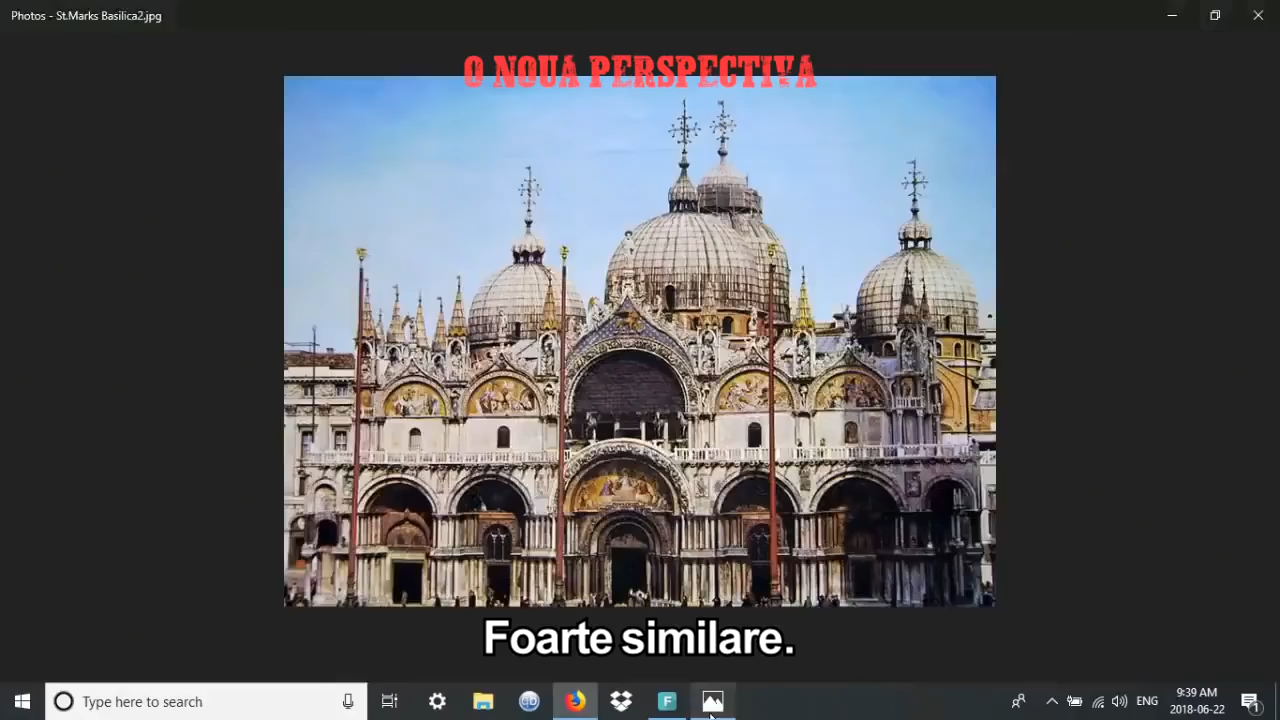 Photos - St.Marks Basilica2.jpg
O NOUA PERSPECTIVA
Foarte similare.
Type here to search
F
ENG
9:39 AM
2018-06-22
1